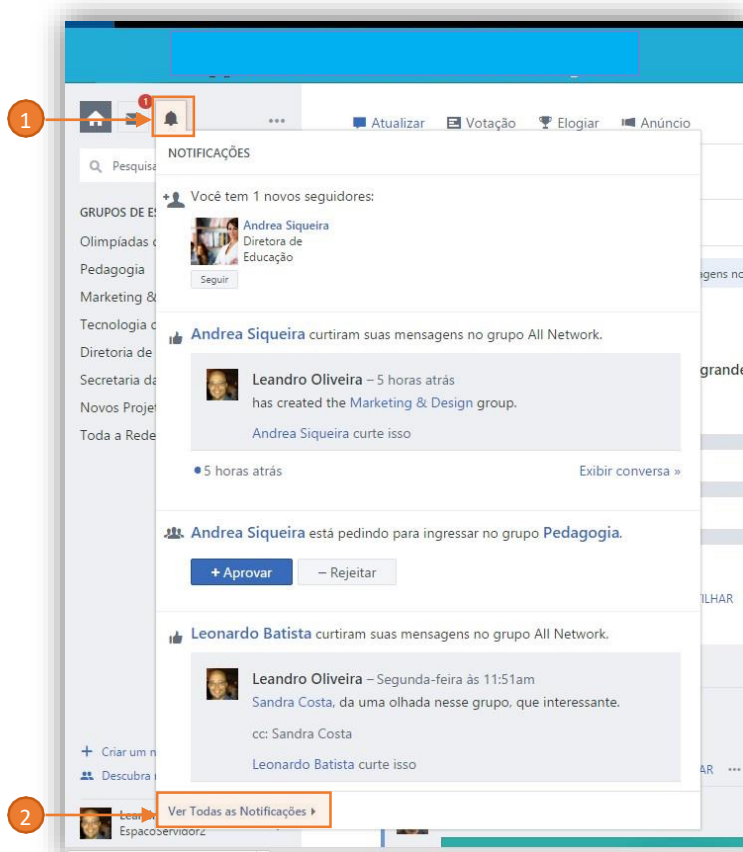 1
1
Atualizar Votação Elogiar Anúncio
Pesquisa
NOTIFICAÇÕES
Você tem 1 novos seguidores:
Andrea Siqueira
Diretora de
Educação
Seguir
GRUPOS DE E
Olimpíadas
Pedagogia
Marketing &
Tecnologia
Diretoria de
Secretaria da
Novos Proje
Toda a Rede
Andrea Siqueira curtiram suas mensagens no grupo All Network.
Leandro Oliveira – 5 horas atrás
has created the Marketing & Design group.
Andrea Siqueira curte isso
5 horas atrás Exibir conversa »
Andrea Siqueira está pedindo para ingressar no grupo Pedagogia.
+ Aprovar – Rejeitar
Leonardo Batista curtiram suas mensagens no grupo All Network.
Leandro Oliveira – Segunda-feira às 11:51am
Sandra Costa, da uma olhada nesse grupo, que interessante.
cc: Sandra Costa
Leonardo Batista curte isso
Ver Todas as Notificações
2
+ Criar um n
Descubra
EspacoServidor2
agens no
grande
ILHAR
AR ...